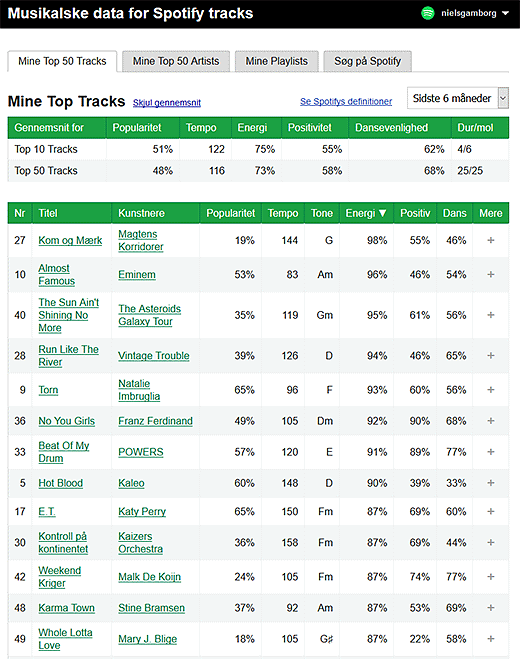 Musikalske data for Spotify tracks
nielsgamborg ▼
Mine Top 50 Tracks Mine Top 50 Artists Mine Playlists Søg på Spotify
Mine Top Tracks Skjul gennemsnit Se Spotifys definitioner Sidste 6 måneder
Gennemsnit for Popularitet Tempo Energi Positivitet Dansevenlighed Dur/mol
Top 10 Tracks 51% 122 75% 55% 62% 4/6
Top 50 Tracks 48% 116 73% 58% 68% 25/25
Nr Titel Kunstnere Popularitet Tempo Tone Energi ▼ Positiv Dans Mere
27 Kom og Mærk Magtens Korridorer 19% 144 G 98% 55% 46% +
10 Almost Famous Eminem 53% 83 Am 96% 46% 54% +
40 The Sun Ain't Shining No More The Asteroids Galaxy Tour 35% 119 Gm 95% 61% 56% +
28 Run Like The River Vintage Trouble 39% 126 D 94% 46% 65% +
9 Torn Natalie Imbruglia 65% 96 F 93% 60% 56% +
36 No You Girls Franz Ferdinand 49% 105 Dm 92% 90% 68% +
33 Beat Of My Drum POWERS 57% 120 E 91% 89% 77% +
5 Hot Blood Kaleo 60% 148 D 90% 39% 33% +
17 E.T. Katy Perry 65% 150 Fm 87% 69% 60% +
30 Kontroll på kontinentet Kaizers Orchestra 36% 158 Fm 87% 69% 44% +
42 Weekend Kriger Malk De Koijn 24% 105 Fm 87% 74% 77% +
48 Karma Town Stine Bramsen 37% 92 Am 87% 53% 69% +
49 Whole Lotta Love Mary J. Blige 18% 105 G♯ 87% 22% 58% +